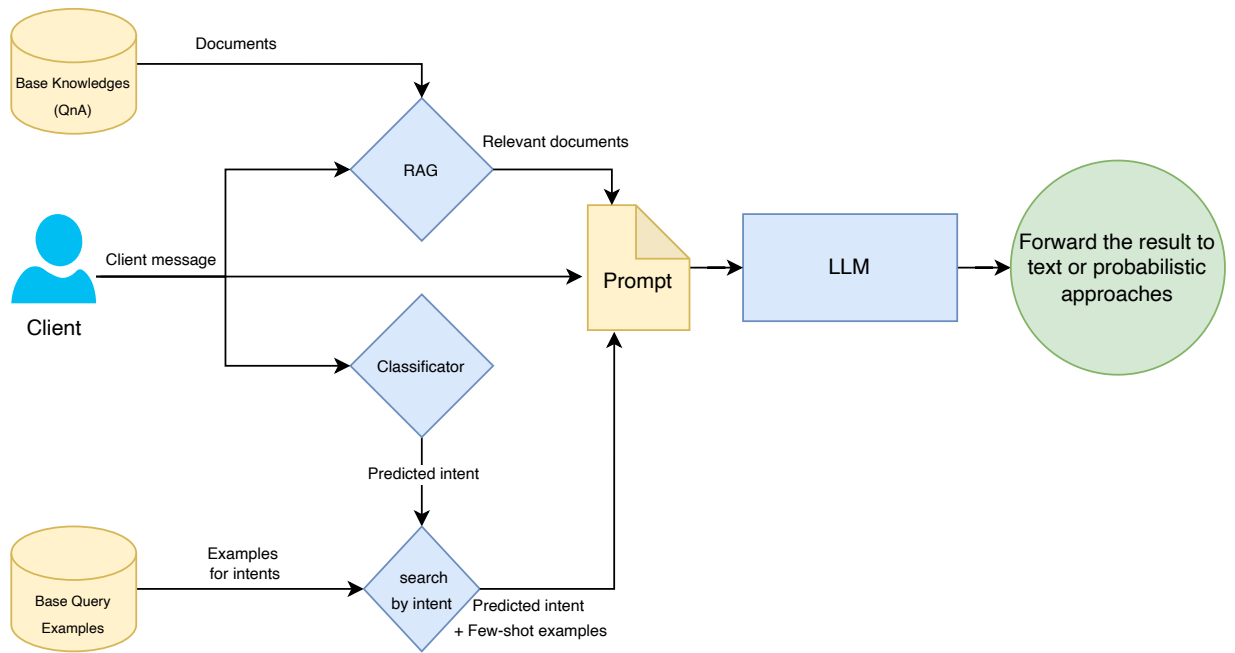 Documents
Base Knowledges
(QnA)
RAG
Relevant documents
Client message
Client
Prompt
LLM
Forward the result to
text or probabilistic
approaches
Classificator
Predicted intent
Examples
for intents
Base Query
Examples
search
by intent
Predicted intent
+ Few-shot examples